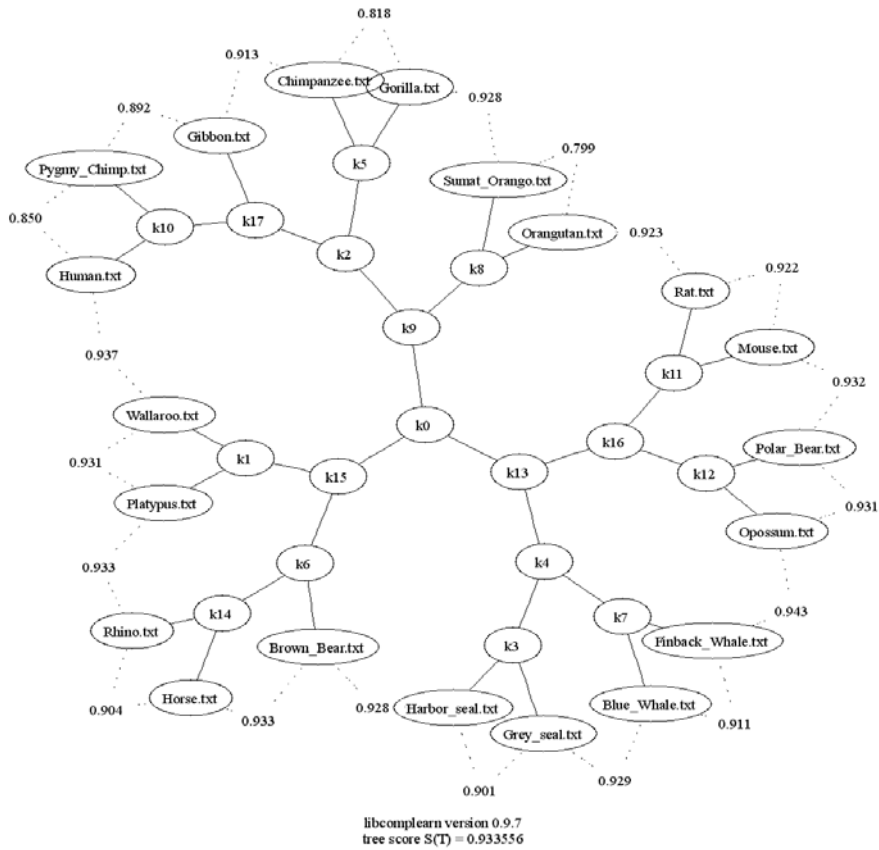 0.818
0.913
Chimpanzee.txt
Gorilla.txt
0.928
0.892
Gibbon.txt
0.799
Pygmy_Chimp.txt
k5
Sumat_Orango.txt
0.850
k10
k17
Orangutan.txt
0.923
k2
k8
Human.txt
0.922
Rat.txt
k9
0.937
Mouse.txt
k11
0.932
Wallaroo.txt
k0
k16
Polar_Bear.txt
k1
0.931
k15
k13
k12
Platypus.txt
0.931
Opossum.txt
0.933
k6
k4
k14
0.943
Rhino.txt
k7
Brown_Bear.txt
k3
Finback_Whale.txt
Horse.txt
0.904
0.933
0.928
Harbor_seal.txt
Blue_Whale.txt
0.911
Grey_seal.txt
0.901
0.929
libcomplearn version 0.9.7
tree score S(T) = 0.933556